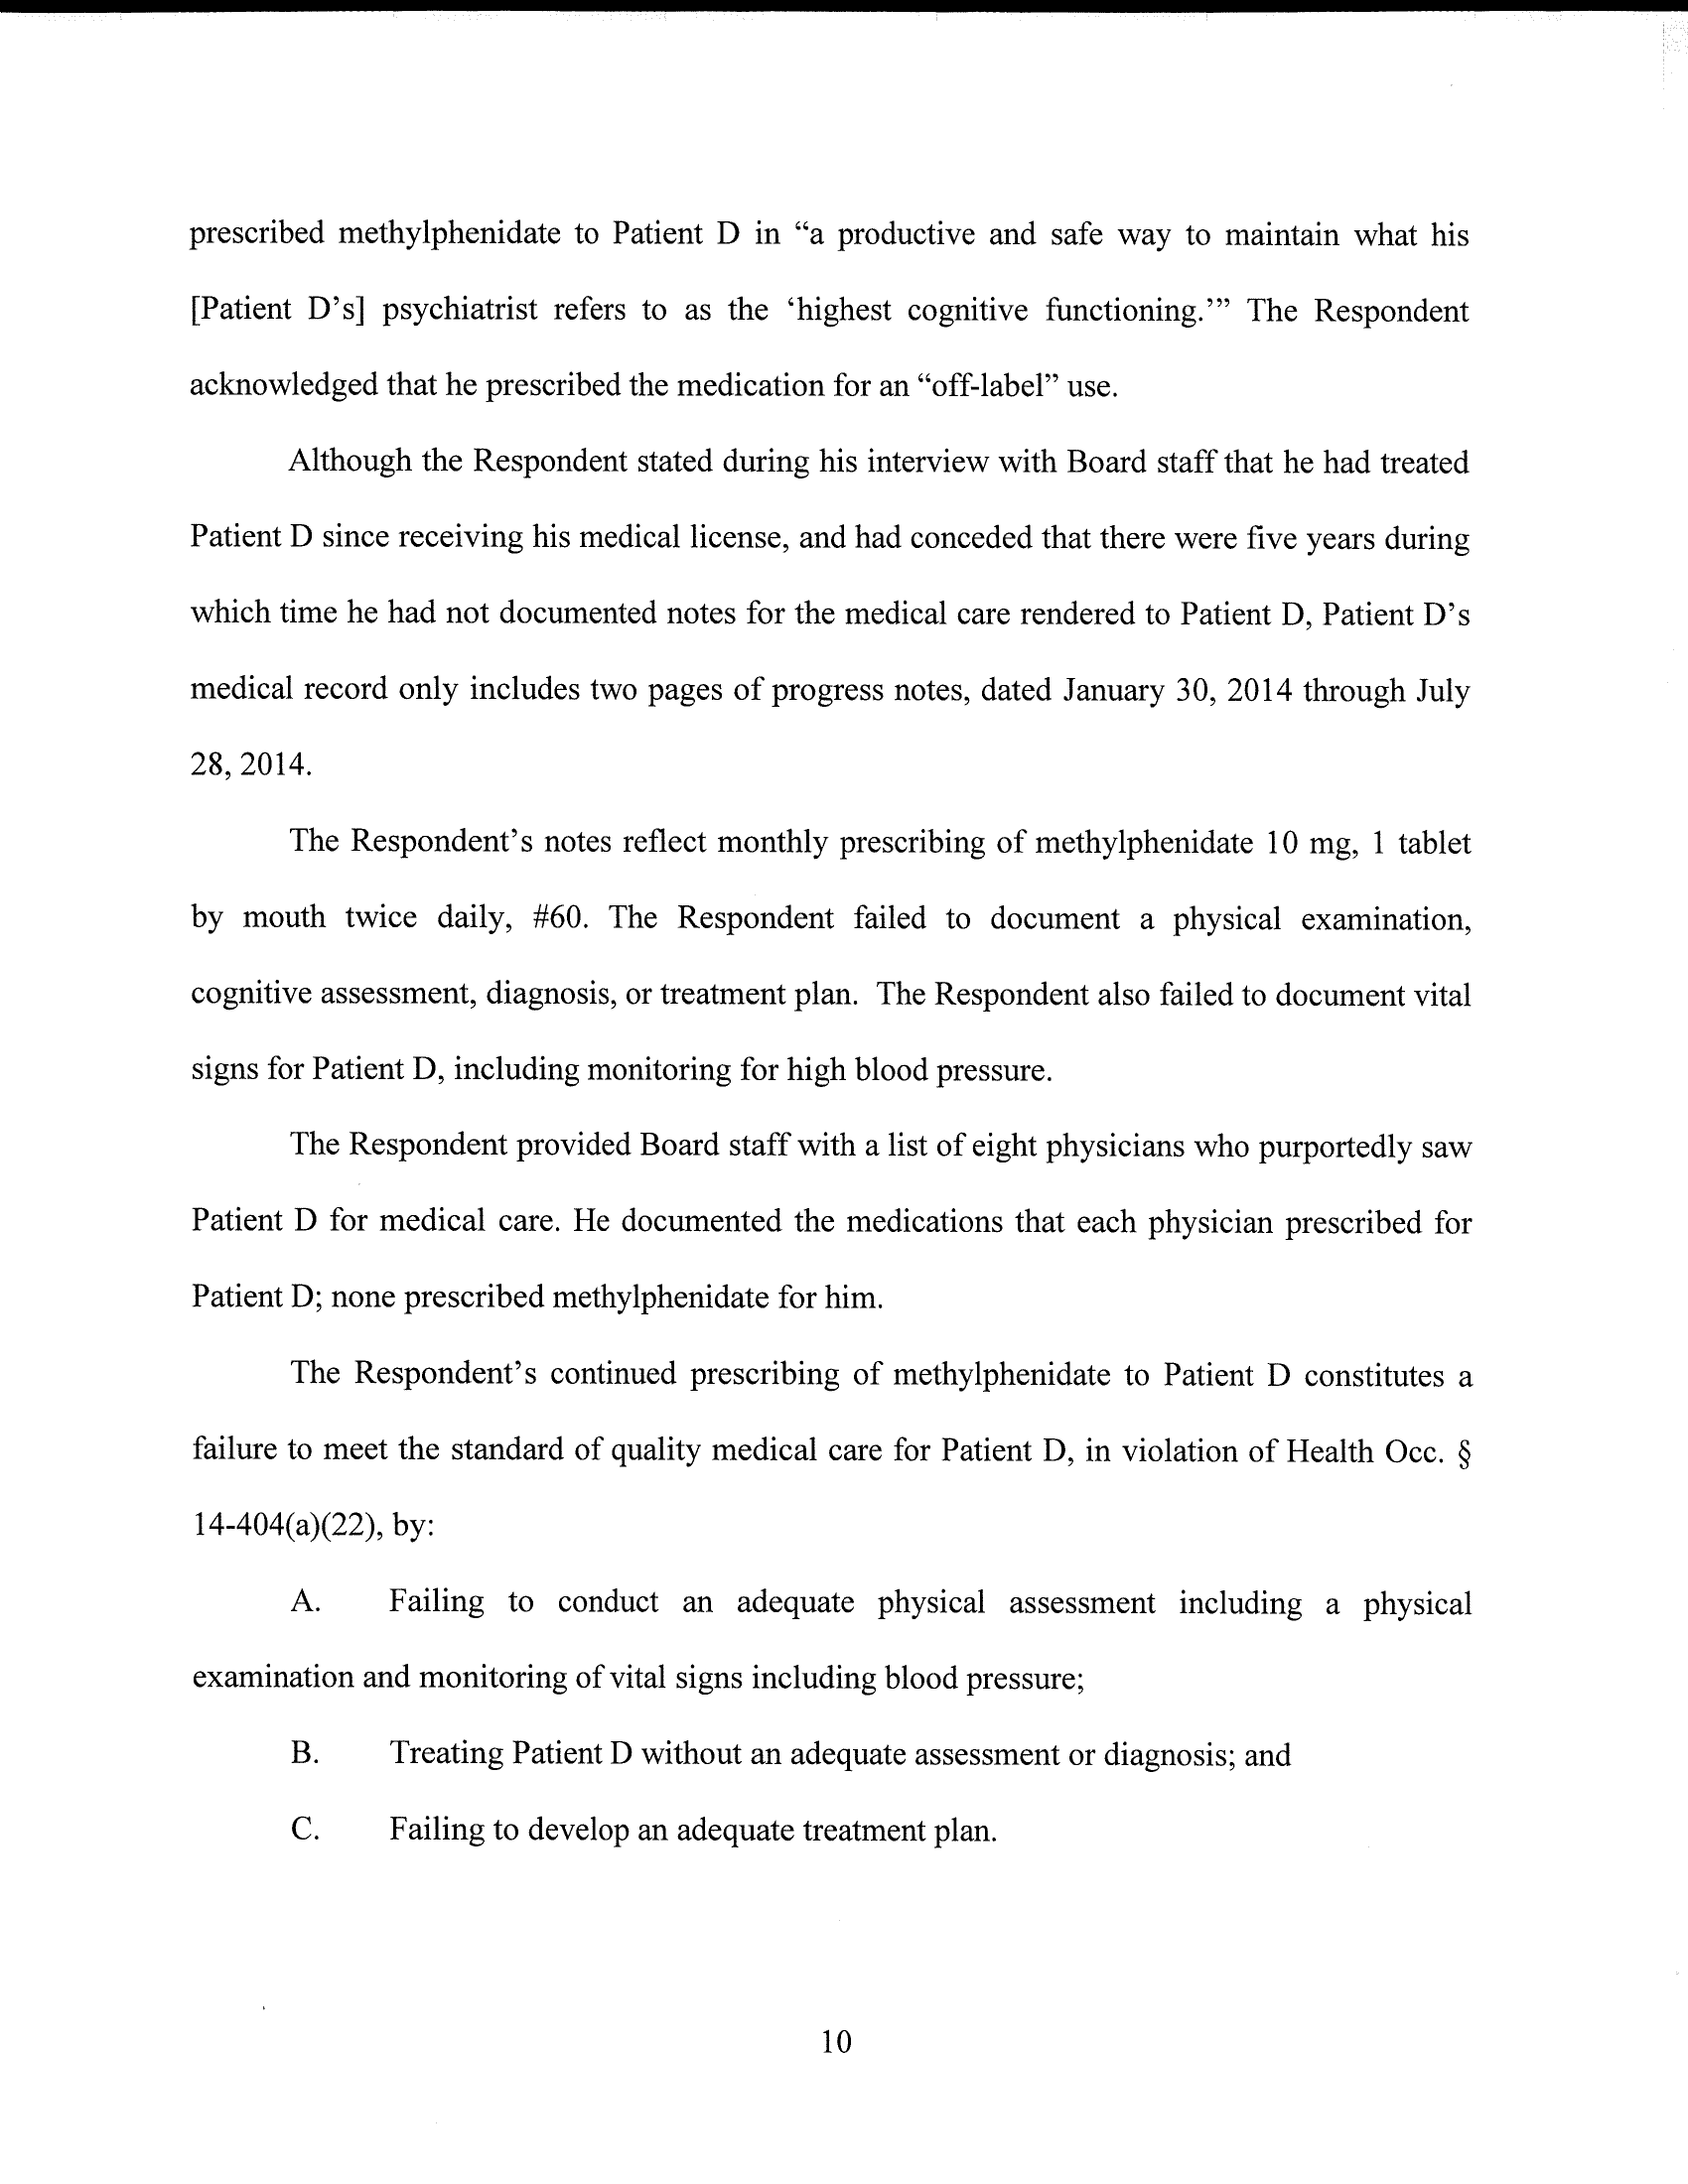 prescribed methylphenidate to Patient D in “a productive and safe way to maintain what his
[Patient D’s] psychiatrist refers to as the ‘highest cognitive functioning.’” The Respondent
acknowledged that he prescribed the medication for an “off-label” use.
Although the Respondent stated during his interview with Board staff that he had treated
Patient D since receiving his medical license, and had conceded that there were five years during
which time he had not documented notes for the medical care rendered to Patient D, Patient D’s
medical record only includes two pages of progress notes, dated January 30, 2014 through July
28, 2014.
The Respondent’s notes reflect monthly prescribing of methylphenidate 10 mg, 1 tablet
by mouth twice daily, #60. The Respondent failed to document a physical examination,
cognitive assessment, diagnosis, or treatment plan. The Respondent also failed to document vital
signs for Patient D, including monitoring for high blood pressure.
The Respondent provided Board staff with a list of eight physicians who purportedly saw
Patient D for medical care. He documented the medications that each physician prescribed for
Patient D; none prescribed methylphenidate for him.
The Respondent’s continued prescribing of methylphenidate to Patient D constitutes a
failure to meet the standard of quality medical care for Patient D, in violation of Health Occ. §
14-404(a)(22), by:
A. Failing to conduct an adequate physical assessment including a physical
examination and monitoring of vital signs including blood pressure;
B. Treating Patient D without an adequate assessment or diagnosis; and
C. Failing to develop an adequate treatment plan.
10